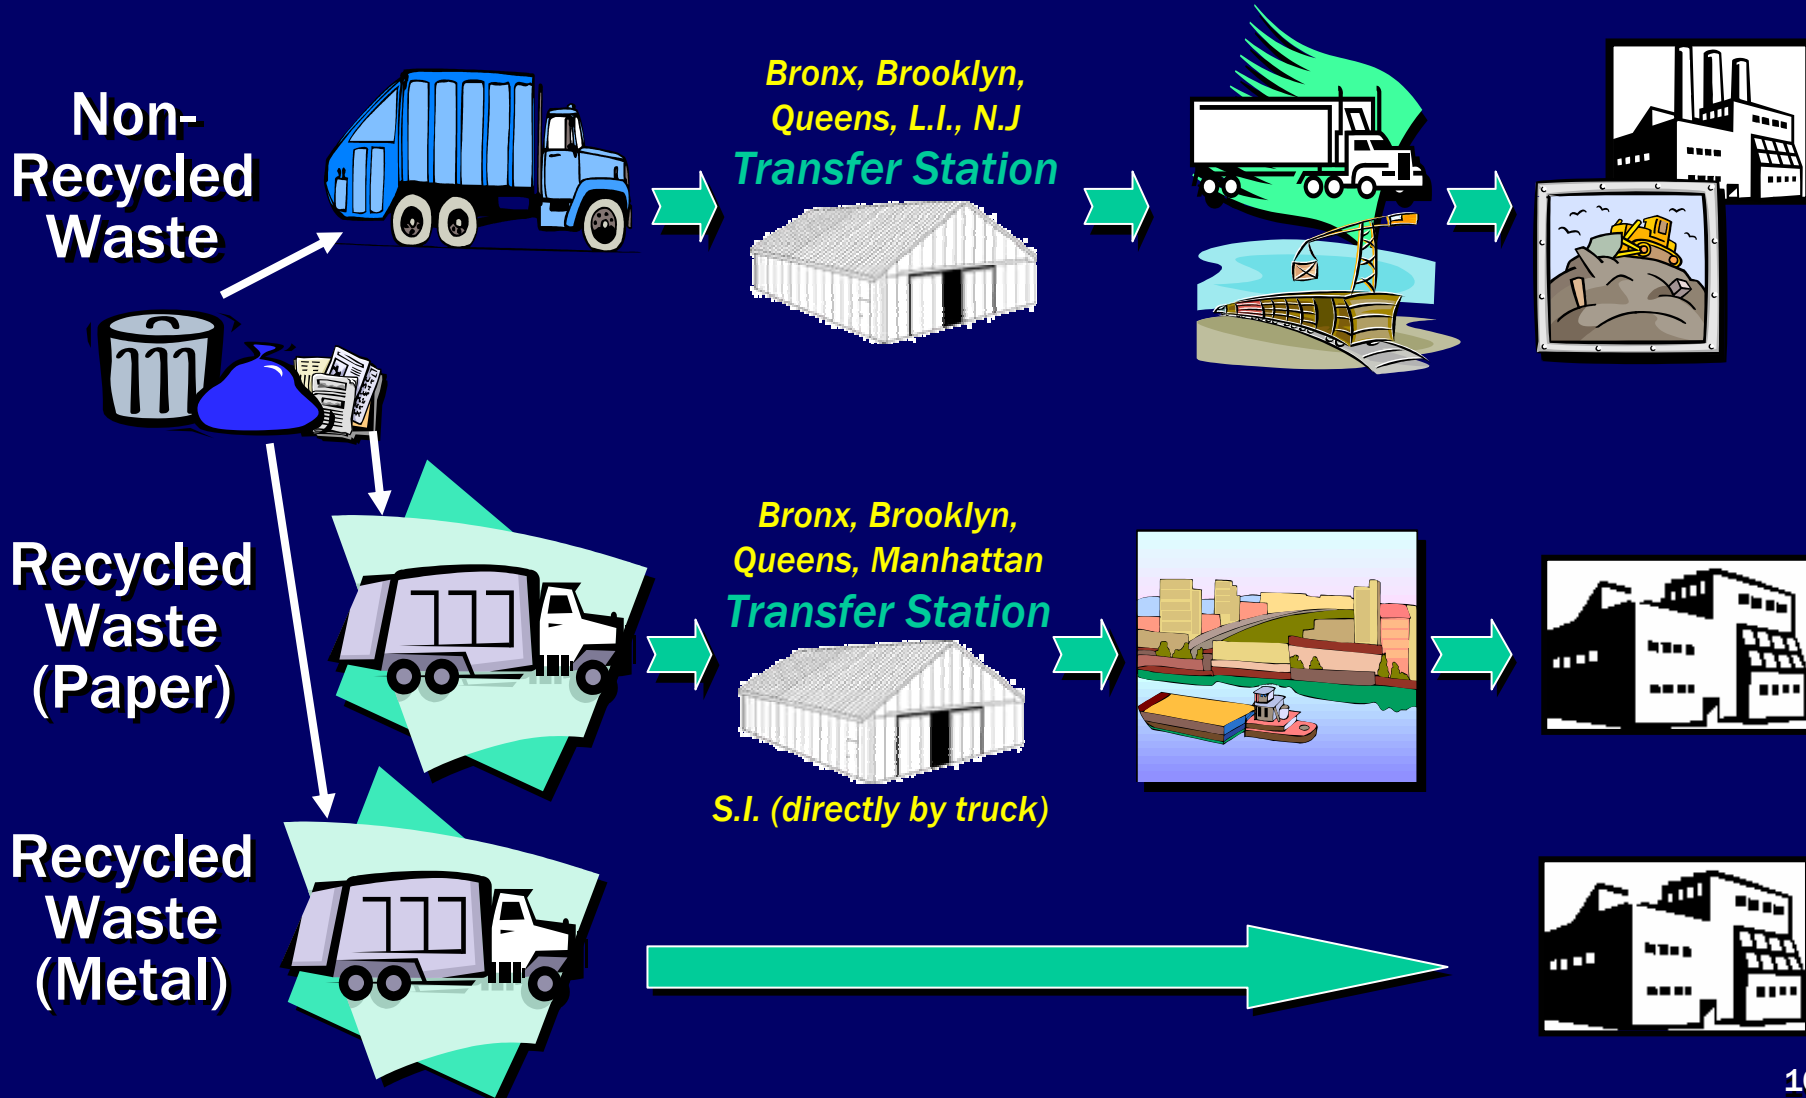 Non-
Recycled
Waste
Bronx, Brooklyn,
Queens, L.I., N.J
Transfer Station
Recycled
Waste
(Paper)
Bronx, Brooklyn,
Queens, Manhattan
Transfer Station
S.I. (directly by truck)
Recycled
Waste
(Metal)